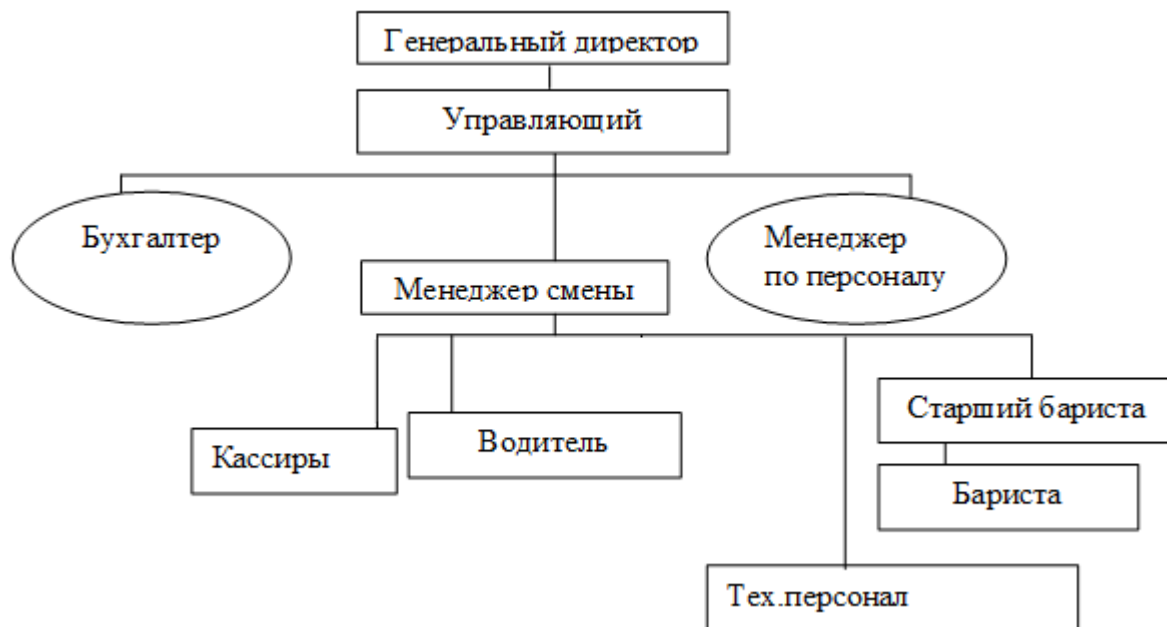 Генеральный директор
Управляющий
Бухгалтер
Менеджер
по персоналу
Менеджер смены
Старший бариста
Кассиры
Водитель
Бариста
Тех.персонал